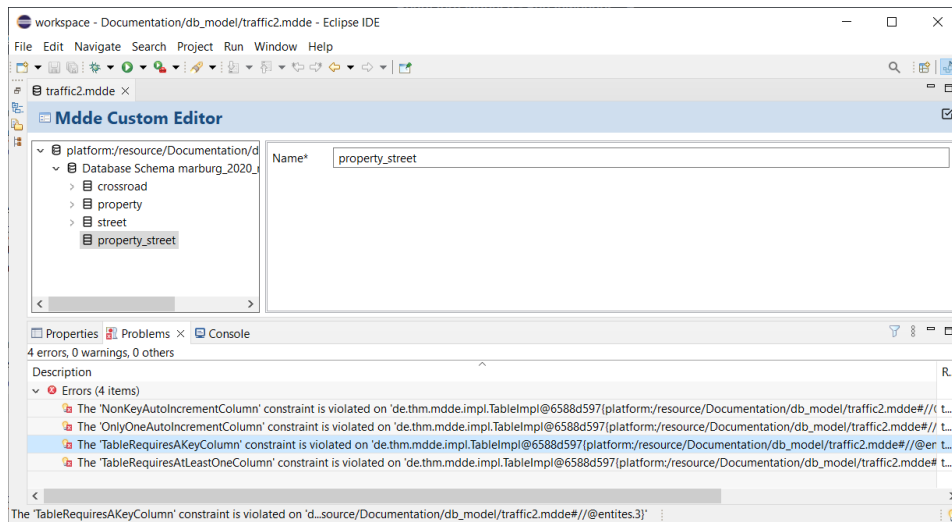 workspace - Documentation/db_model/traffic2.mdde - Eclipse IDE
File Edit Navigate Search Project Run Window Help
traffic2.mdde
Mdde Custom Editor
platform:/resource/Documentation/d
Database Schema marburg_2020_
crossroad
property
street
property_street
Name* property_street
Properties Problems Console
4 errors, 0 warnings, 0 others
Description R..
Errors (4 items)
The 'NonKeyAutoIncrementColumn' constraint is violated on 'de.thm.mdde.impl.TableImpl@6588d597{platform:/resource/Documentation/db_model/traffic2.mdde#//( t...
The 'OnlyOneAutoIncrementColumn' constraint is violated on 'de.thm.mdde.impl.TableImpl@6588d597{platform:/resource/Documentation/db_model/traffic2.mdde#// t...
The 'TableRequiresAKeyColumn' constraint is violated on 'de.thm.mdde.impl.TableImpl@6588d597{platform:/resource/Documentation/db_model/traffic2.mdde#//@en t...
The 'TableRequiresAtLeastOneColumn' constraint is violated on 'de.thm.mdde.impl.TableImpl@6588d597{platform:/resource/Documentation/db_model/traffic2.mdde# t...
The 'TableRequiresAKeyColumn' constraint is violated on 'd...source/Documentation/db_model/traffic2.mdde#//@entites.3}'